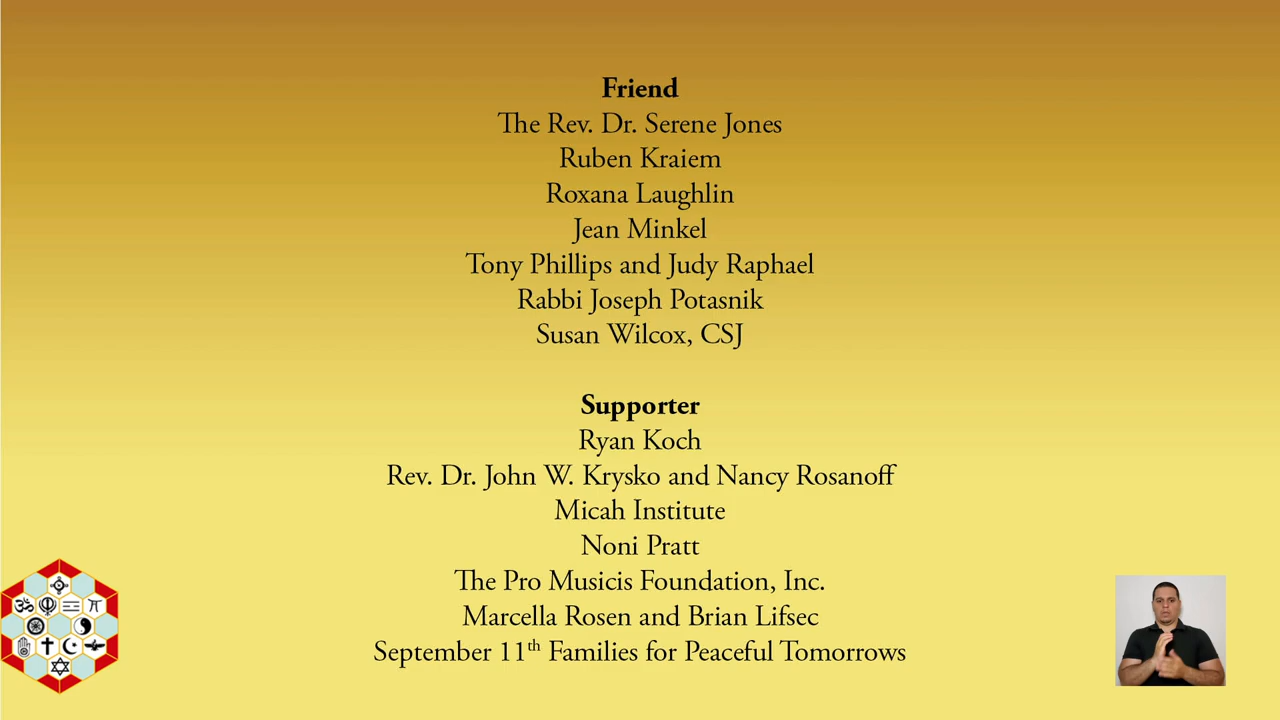 Friend
The Rev. Dr. Serene Jones
Ruben Kraiem
Roxana Laughlin
Jean Minkel
Tony Phillips and Judy Raphael
Rabbi Joseph Potasnik
Susan Wilcox, CSJ
Supporter
Ryan Koch
Rev. Dr. John W. Krysko and Nancy Rosanoff
Micah Institute
Noni Pratt
The Pro Musicis Foundation, Inc.
Marcella Rosen and Brian Lifsec
September 11th Families for Peaceful Tomorrows